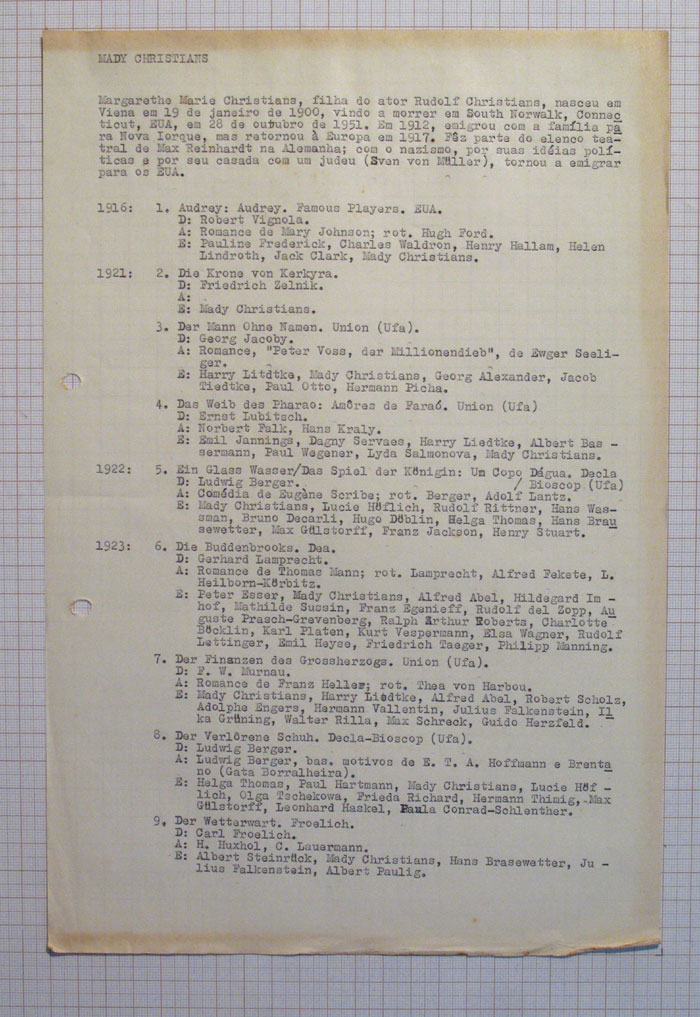 MADY CHRISTIANS
Margarethe Marie Christians, filha do ator Rudolf Christians, nasceu em
Viena em 19 de janeiro de 1900, vindo a morrer em South Norwalk, Connec
ticut, EUA, em 28 de outubro de 1951. Em 1912, emigrou com a família pa
ra Nova Iorque, mas retornou à Europa em 1917. Fêz parte do elenco tea-
tral de Max Reinhardt na Alemanha; com o nazismo, por suas idéias polí-
ticas e por seu casada com um judeu (Sven von Müller), tornou a emigrar
para os EUA.
1916: 1. Audrey: Audrey. Famous Players. EUA.
D: Robert Vignola.
A: Romance de Mary Johnson; rot. Hugh Ford.
E: Pauline Frederick, Charles Waldron, Henry Hallam, Helen
Lindroth, Jack Clark, Mady Christians.
1921: 2. Die Krone von Kerkyra.
D: Friedrich Zelnik.
A:
E: Mady Christians.
3. Der Mann Ohne Namen. Union (Ufa).
D: Georg Jacoby.
A: Romance, "Peter Voss, der Millionendieb", de Ewger Seeli-
ger.
E: Harry Litdtke, Mady Christians, Georg Alexander, Jacob
Tiedtke, Paul Otto, Hermann Picha.
4. Das Weib des Pharao: Amôres de Faraó. Union (Ufa)
D: Ernst Lubitsch.
A: Norbert Falk, Hans Kraly.
E: Emil Jannings, Dagny Servaes, Harry Liedtke, Albert Bas -
sermann, Paul Wegener, Lyda Salmonova, Mady Christians.
1922: 5. Ein Glass Wasser/Das Spiel der Königin: Um Copo Dágua. Decla
D: Ludwig Berger. / Bioscop (Ufa)
A: Comédia de Eugène Scribe; rot. Berger, Adolf Lantz.
E: Mady Christians, Lucie Höflich, Rudolf Rittner, Hans Was-
sman, Bruno Decarli, Hugo Döblin, Helga Thomas, Hans Brau
sewetter, Max Gülstorff, Franz Jackson, Henry Stuart.
1923: 6. Die Buddenbrooks. Dea.
D: Gerhard Lamprecht.
A: Romance de Thomas Mann; rot. Lamprecht, Alfred Fekete, L.
Heilborn-Körbitz.
E: Peter Esser, Mady Christians, Alfred Abel, Hildegard Im -
hof, Mathilde Sussin, Franz Egenieff, Rudolf del Zopp, Au
guste Prasch-Grevenberg, Ralph Arthur Roberts, Charlotte
Böcklin, Karl Platen, Kurt Vespermann, Elsa Wagner, Rudolf
Lettinger, Emil Heyse, Friedrich Taeger, Philipp Manning.
7. Der Finanzen des Grossherzogs. Union (Ufa).
D: F. W. Murnau.
A: Romance de Franz Heller; rot. Thea von Harbou.
E: Mady Christians, Harry Liedtke, Alfred Abel, Robert Scholz,
Adolphe Engers, Hermann Vallentin, Julius Falkenstein, Il
ka Grüning, Walter Rilla, Max Schreck, Guido Herzfeld.
8. Der Verlörene Schuh. Decla-Bioscop (Ufa).
D: Ludwig Berger.
A: Ludwig Berger, bas. motivos de E. T. A. Hoffmann e Brenta
no (Gata Borralheira).
E: Helga Thomas, Paul Hartmann, Mady Christians, Lucie Höf -
lich, Olga Tschekowa, Frieda Richard, Hermann Thimig, Max
Gülstorff, Leonhard Haskel, Paula Conrad-Schlenther.
9. Der Wetterwart. Froelich.
D: Carl Froelich.
A: H. Huxhol, C. Lauermann.
E: Albert Steinrück, Mady Christians, Hans Brasewetter, Ju -
lius Falkenstein, Albert Paulig.